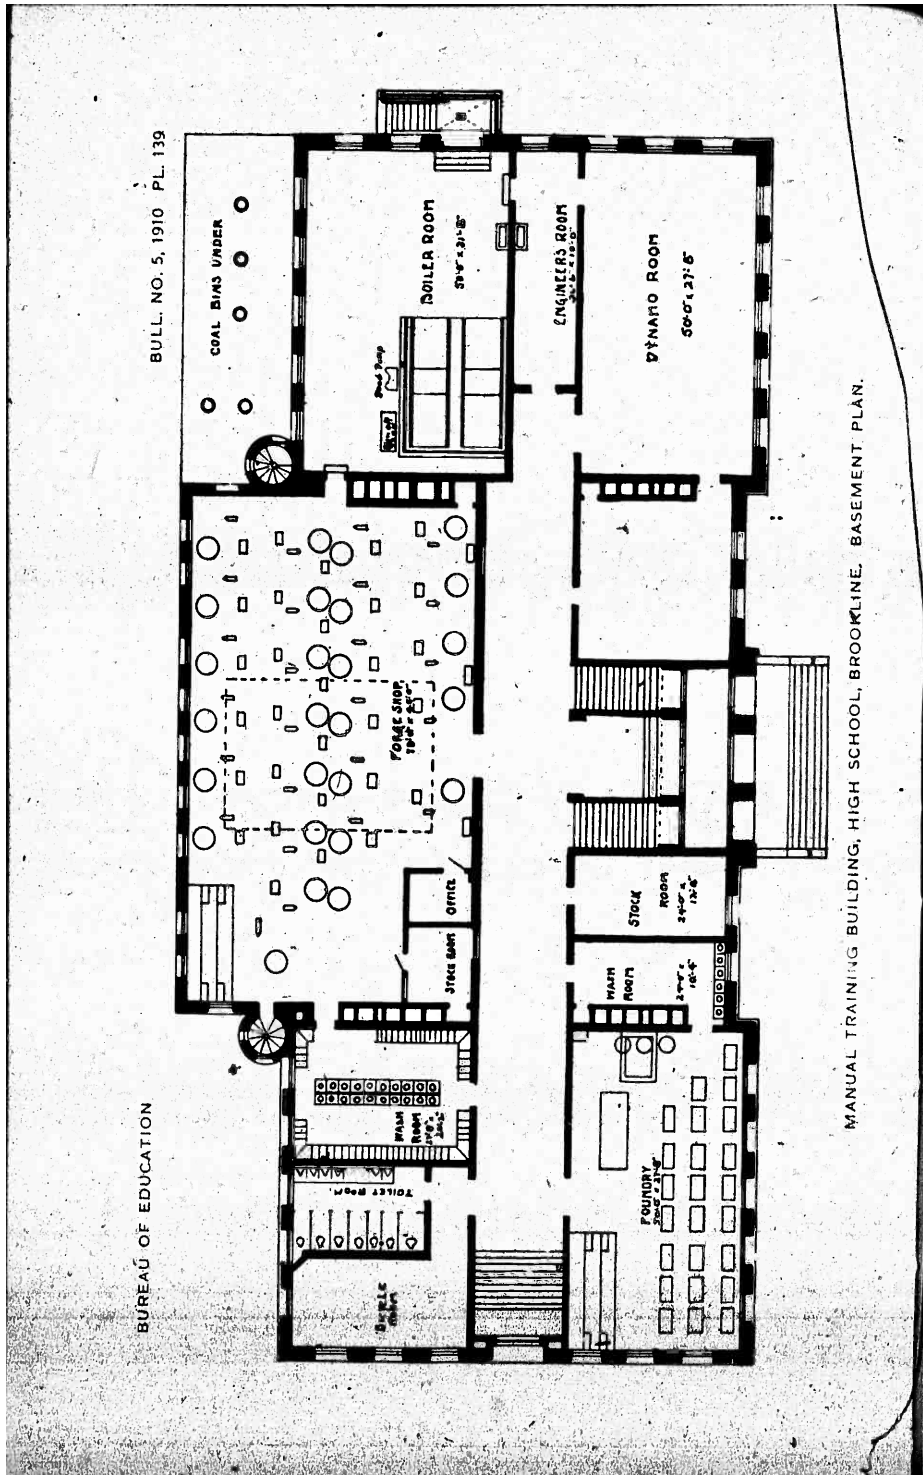 BUREAU OF EDUCATION
BULL. NO. 5, 1910 PL. 139
COAL BINS UNDER
BOILER ROOM
ENGINEERS ROOM
DYNAMO ROOM
50'-0" x 27'-8"
FORGE SHOP
OFFICE
STOCK ROOM
STOCK
ROOM
WASH
ROOM
WASH
ROOM
TOILET ROOM
ROOM
FOUNDRY
MANUAL TRAINING BUILDING, HIGH SCHOOL, BROOKLINE. BASEMENT PLAN.